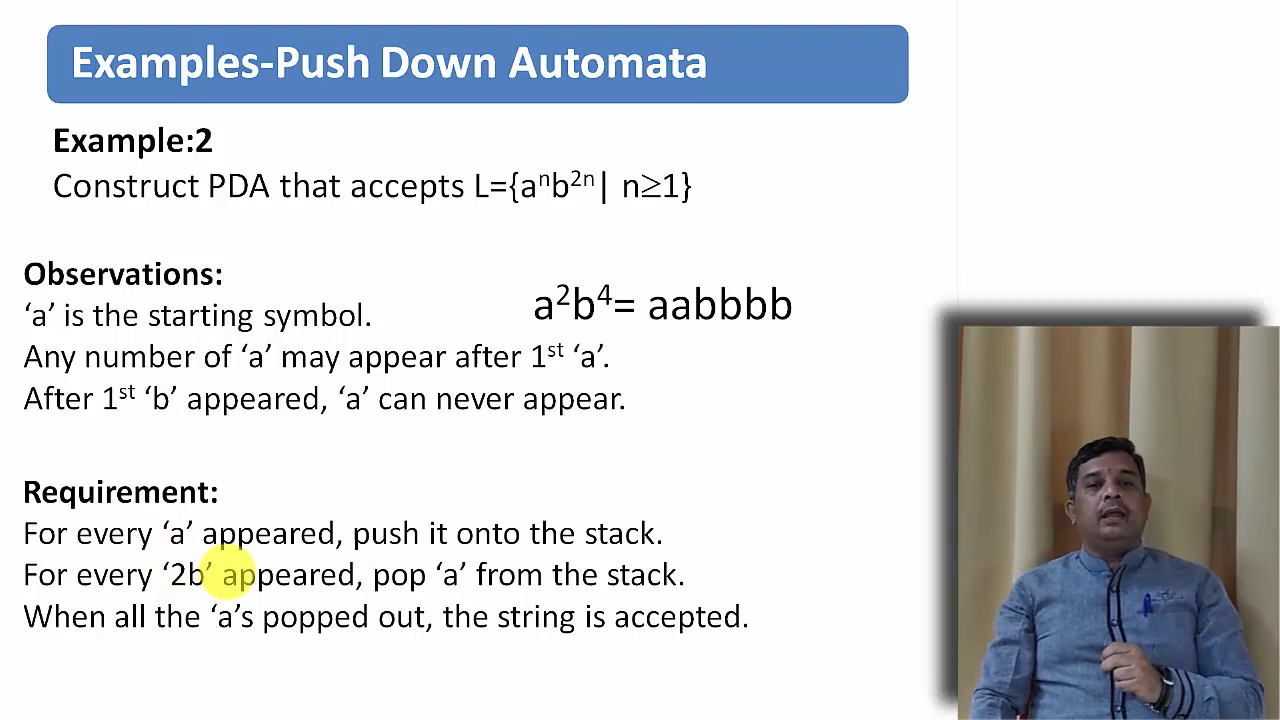 Examples-Push Down Automata
Example:2
Construct PDA that accepts L={aⁿb²ⁿ| n≥1}
Observations:
‘a’ is the starting symbol.
a²b⁴= aabbbb
Any number of ‘a’ may appear after 1ˢᵗ ‘a’.
After 1ˢᵗ ‘b’ appeared, ‘a’ can never appear.
Requirement:
For every ‘a’ appeared, push it onto the stack.
For every ‘2b’ appeared, pop ‘a’ from the stack.
When all the ‘a’s popped out, the string is accepted.